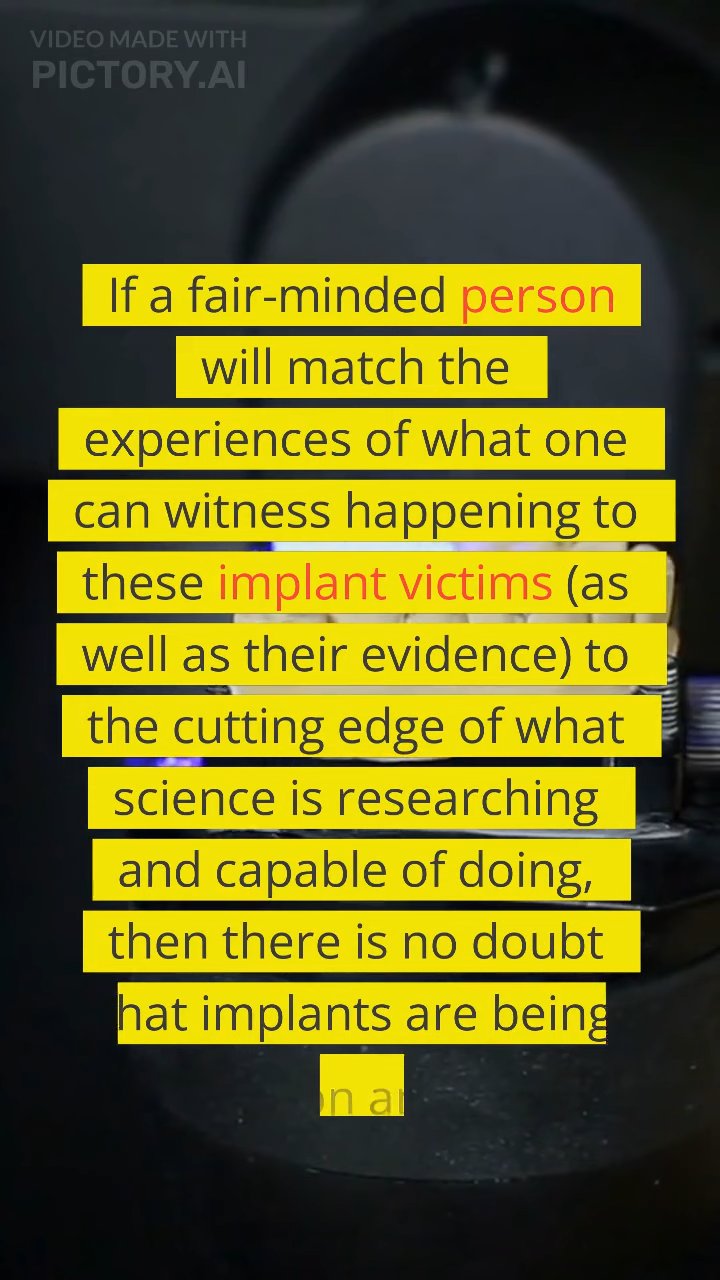 VIDEO MADE WITH
PICTORY.AI
If a fair-minded person
will match the
experiences of what one
can witness happening to
these implant victims (as
well as their evidence) to
the cutting edge of what
science is researching
and capable of doing,
then there is no doubt
hat implants are being